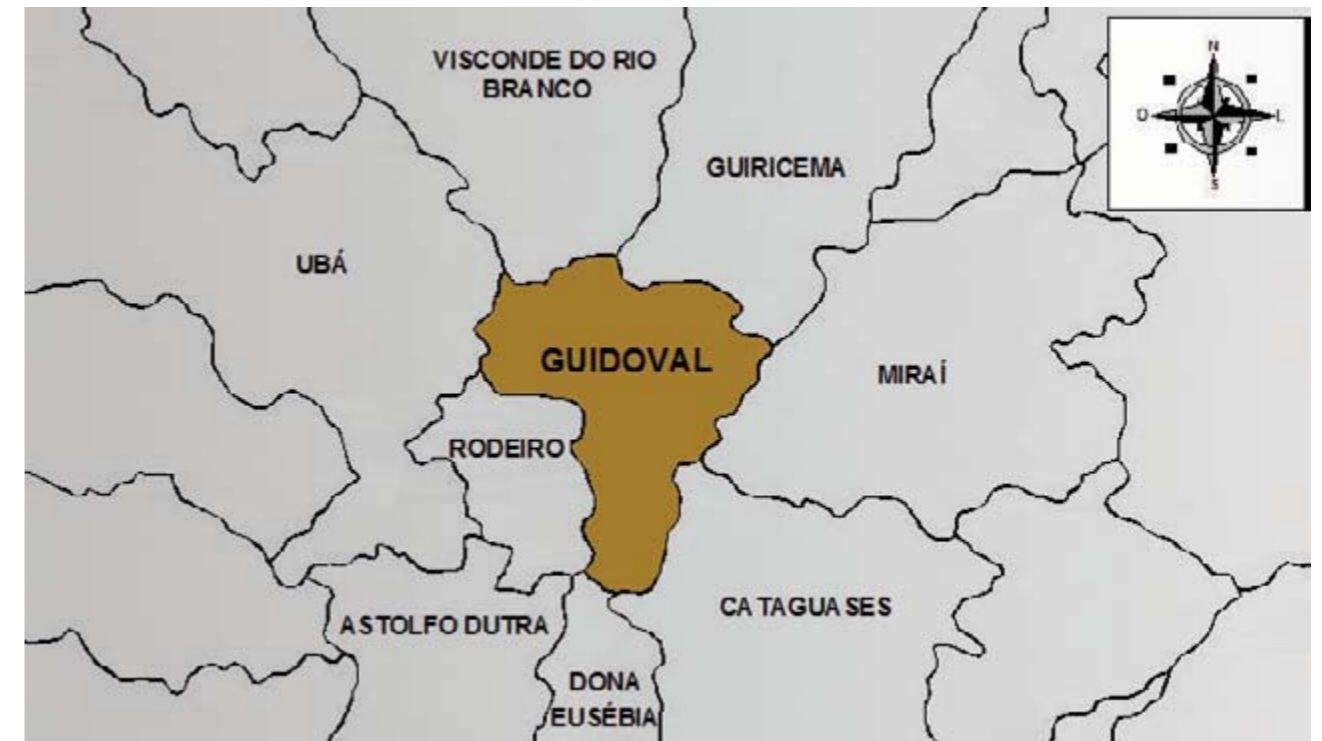 VISCONDE DO RIO
BRANCO
N
O
L
S
GUIRICEMA
UBÁ
GUIDOVAL
MIRAÍ
RODEIRO
CATAGUASES
ASTOLFO DUTRA
DONA
EUSÉBIA